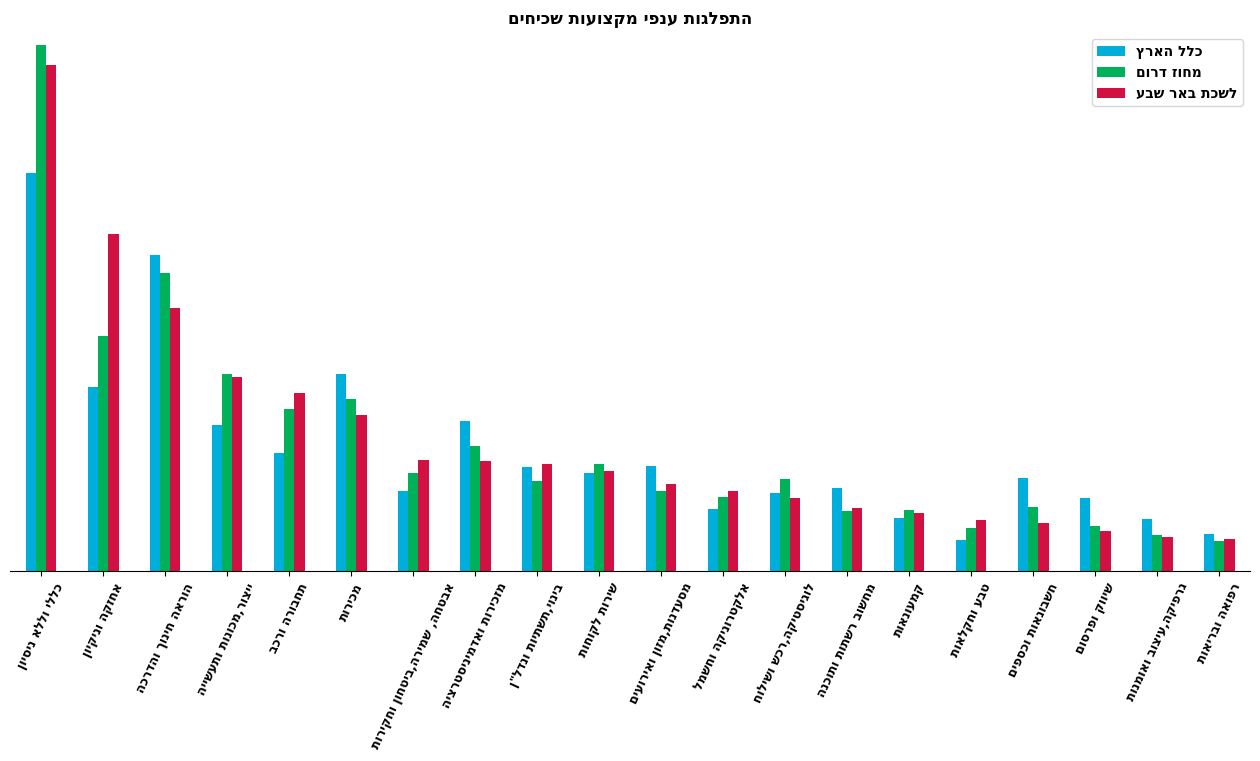 התפלגות ענפי מקצועות שכיחים
כלל הארץ
מחוז דרום
לשכת באר שבע
כללי וללא ניסיון
אחזקה וניקיון
הוראה חינוך והדרכה
ייצור,מכונות ותעשייה
תחבורה ורכב
מכירות
אבטחה, שמירה,ביטחון וחקירות
מזכירות ואדמיניסטרציה
בינוי,תשתיות ונדל"ן
שירות לקוחות
מסעדנות,מזון ואירועים
אלקטרוניקה וחשמל
לוגיסטיקה,רכש ושילוח
מחשוב רשתות ותוכנה
קמעונאות
טבע וחקלאות
חשבונאות וכספים
שיווק ופרסום
גרפיקה,עיצוב ואומנות
רפואה ובריאות